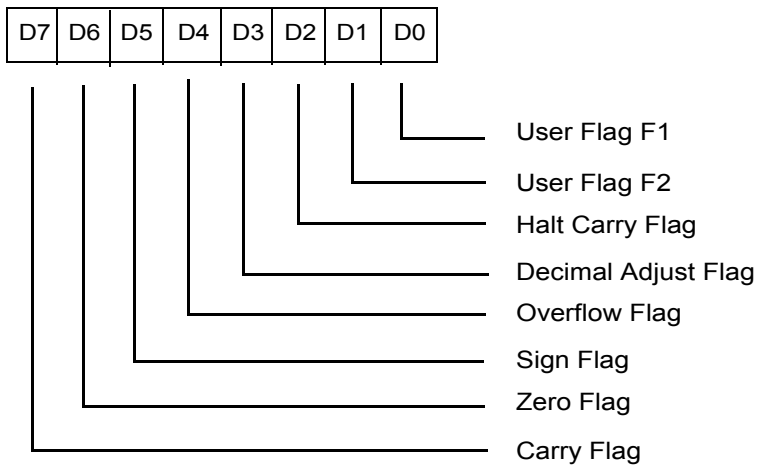 D7 D6 D5 D4 D3 D2 D1 D0
User Flag F1
User Flag F2
Halt Carry Flag
Decimal Adjust Flag
Overflow Flag
Sign Flag
Zero Flag
Carry Flag